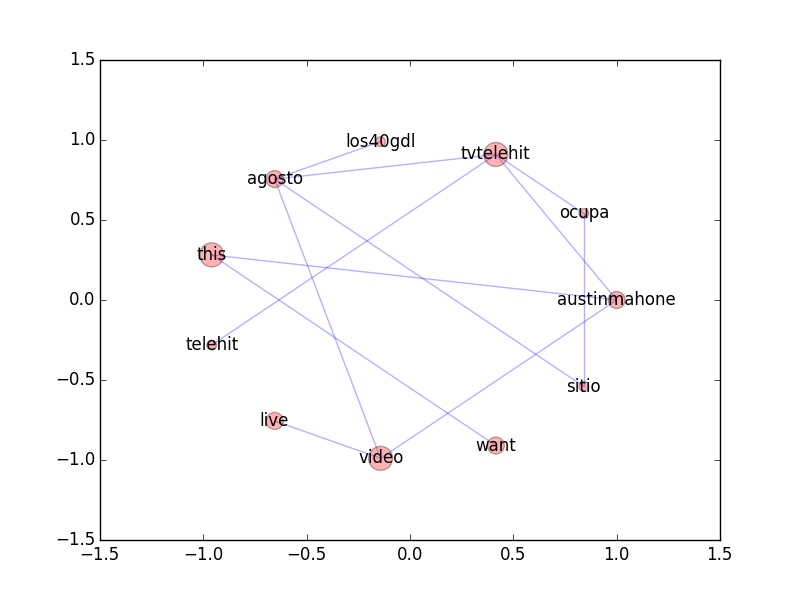 1.5
1.0
0.5
0.0
−0.5
−1.0
−1.5
−1.5
−1.0
−0.5
0.0
0.5
1.0
1.5
los40gdl
tvtelehit
agosto
ocupa
this
austinmahone
telehit
sitio
live
want
video